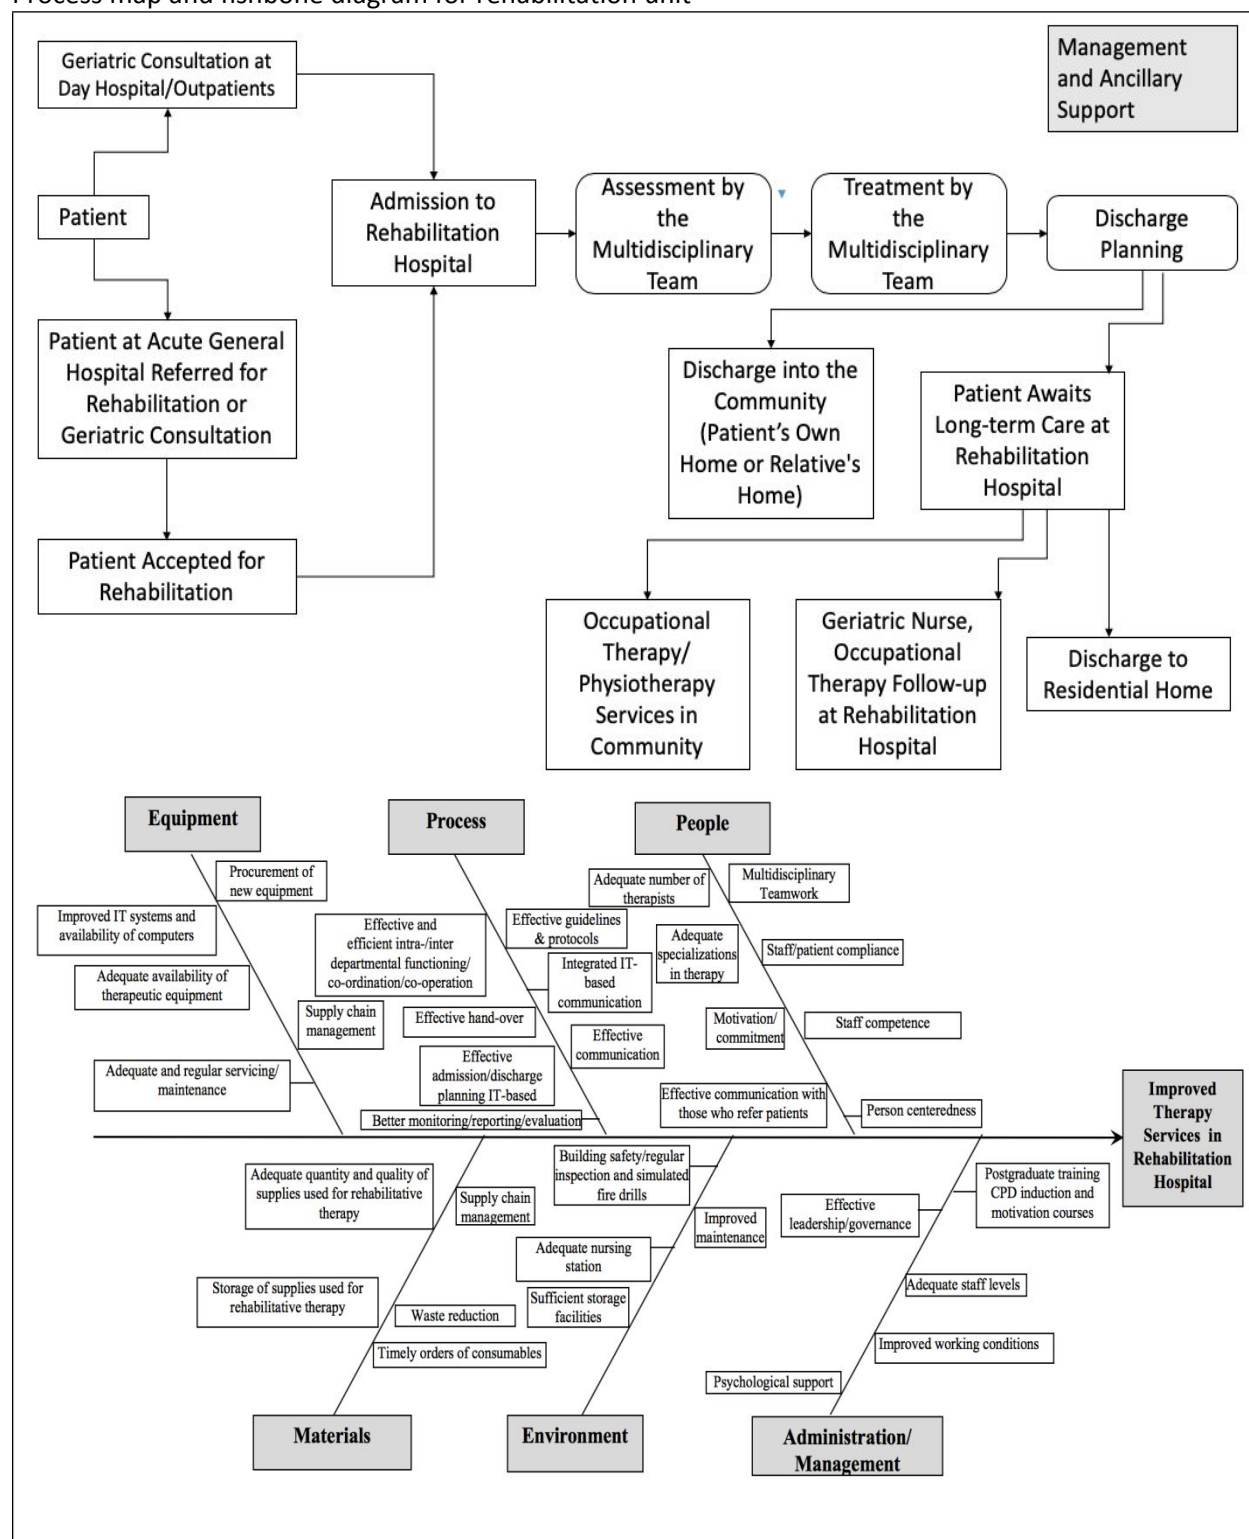 Process map and fishbone diagram for rehabilitation unit
Geriatric Consultation at
Day Hospital/Outpatients
Management
and Ancillary
Support
Patient
Admission to
Rehabilitation
Hospital
Assessment by
the
Multidisciplinary
Team
Treatment by
the
Multidisciplinary
Team
Discharge
Planning
Patient at Acute General
Hospital Referred for
Rehabilitation or
Geriatric Consultation
Discharge into the
Community
(Patient’s Own
Home or Relative's
Home)
Patient Awaits
Long-term Care at
Rehabilitation
Hospital
Patient Accepted for
Rehabilitation
Occupational
Therapy/
Physiotherapy
Services in
Community
Geriatric Nurse,
Occupational
Therapy Follow-up
at Rehabilitation
Hospital
Discharge to
Residential Home
Equipment
Process
People
Procurement of
new equipment
Improved IT systems and
availability of computers
Adequate availability of
therapeutic equipment
Supply chain
management
Adequate and regular servicing/
maintenance
Effective and
efficient intra-/inter
departmental functioning/
co-ordination/co-operation
Effective guidelines
& protocols
Integrated IT-
based
communication
Effective hand-over
Effective
communication
Effective
admission/discharge
planning IT-based
Better monitoring/reporting/evaluation
Adequate number of
therapists
Multidisciplinary
Teamwork
Adequate
specializations
in therapy
Staff/patient compliance
Motivation/
commitment
Staff competence
Effective communication with
those who refer patients
Person centeredness
Improved
Therapy
Services in
Rehabilitation
Hospital
Adequate quantity and quality of
supplies used for rehabilitative
therapy
Supply chain
management
Storage of supplies used for
rehabilitative therapy
Waste reduction
Timely orders of consumables
Building safety/regular
inspection and simulated
fire drills
Improved
maintenance
Adequate nursing
station
Sufficient storage
facilities
Effective
leadership/governance
Postgraduate training
CPD induction and
motivation courses
Adequate staff levels
Improved working conditions
Psychological support
Materials
Environment
Administration/
Management